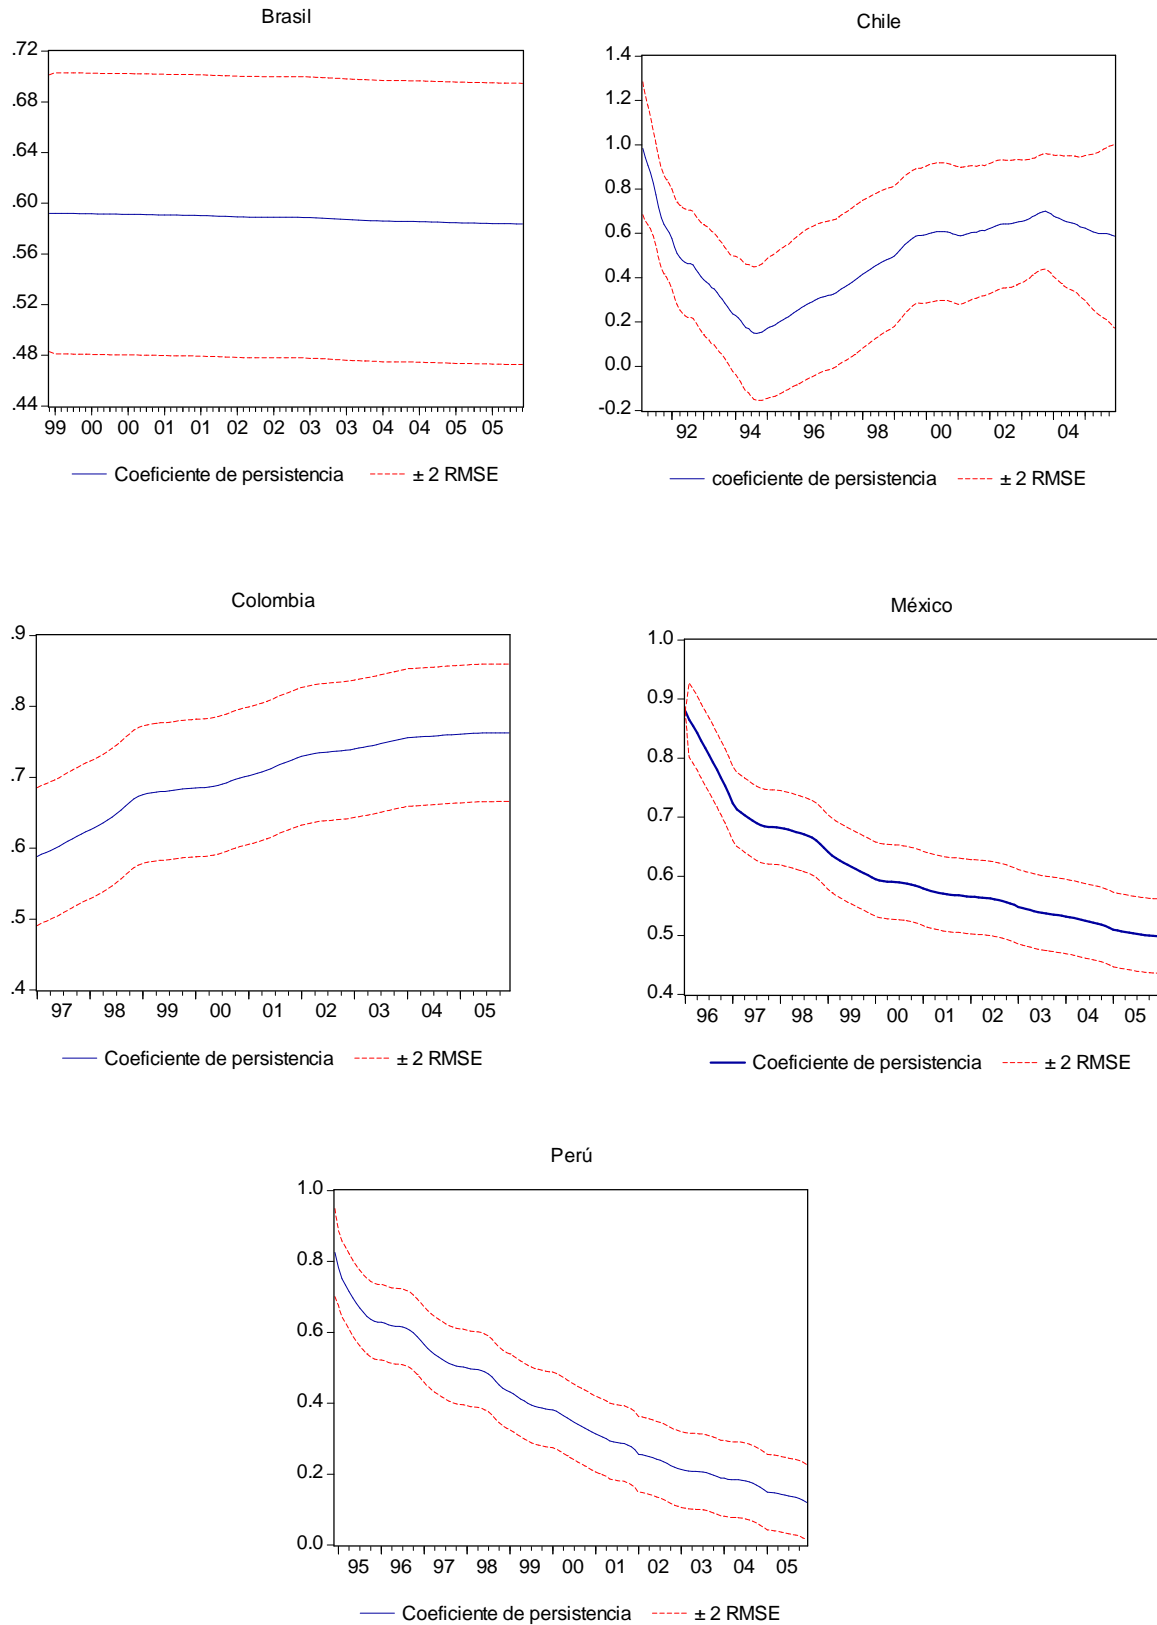 Brasil
.72
.68
.64
.60
.56
.52
.48
.44
99 00 00 01 01 02 02 03 03 04 04 05 05
Coeficiente de persistencia ± 2 RMSE
Chile
1.4
1.2
1.0
0.8
0.6
0.4
0.2
0.0
-0.2
92 94 96 98 00 02 04
coeficiente de persistencia ± 2 RMSE
Colombia
.9
.8
.7
.6
.5
.4
97 98 99 00 01 02 03 04 05
Coeficiente de persistencia ± 2 RMSE
México
1.0
0.9
0.8
0.7
0.6
0.5
0.4
96 97 98 99 00 01 02 03 04 05
Coeficiente de persistencia ± 2 RMSE
Perú
1.0
0.8
0.6
0.4
0.2
0.0
95 96 97 98 99 00 01 02 03 04 05
Coeficiente de persistencia ± 2 RMSE